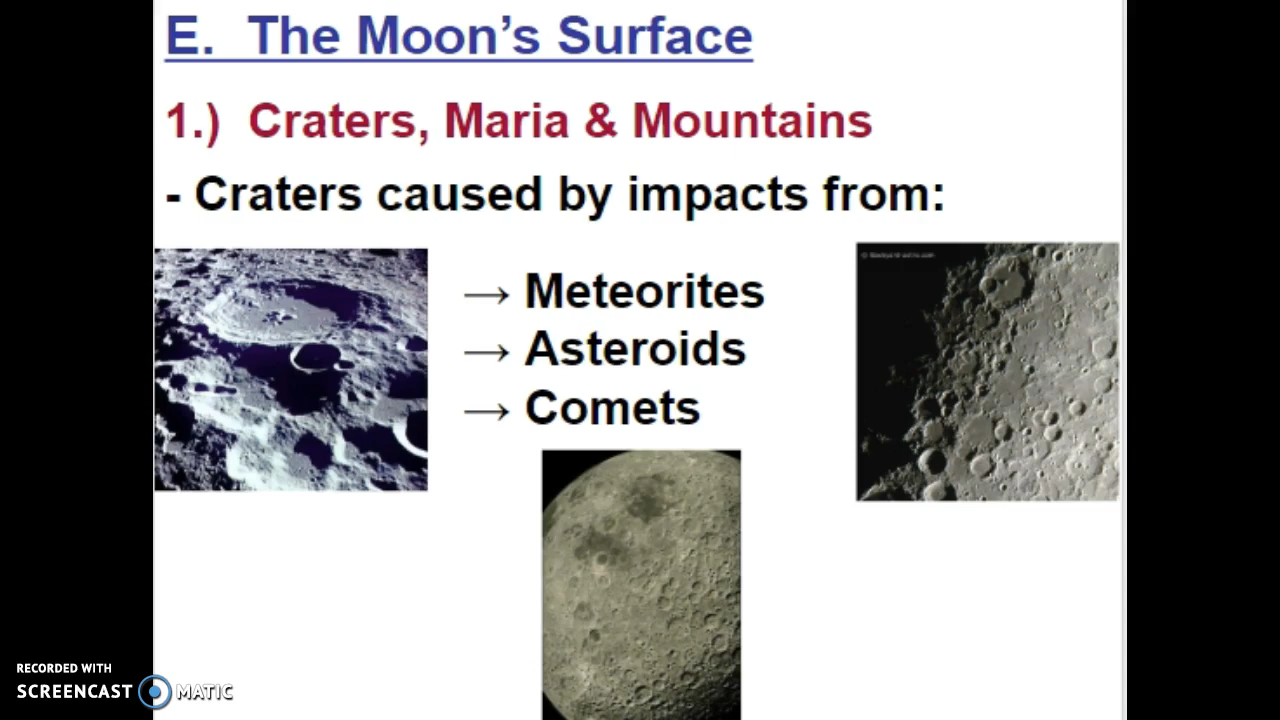 E. The Moon’s Surface
1.) Craters, Maria & Mountains
- Craters caused by impacts from:
→ Meteorites
→ Asteroids
→ Comets
RECORDED WITH
SCREENCAST MATIC